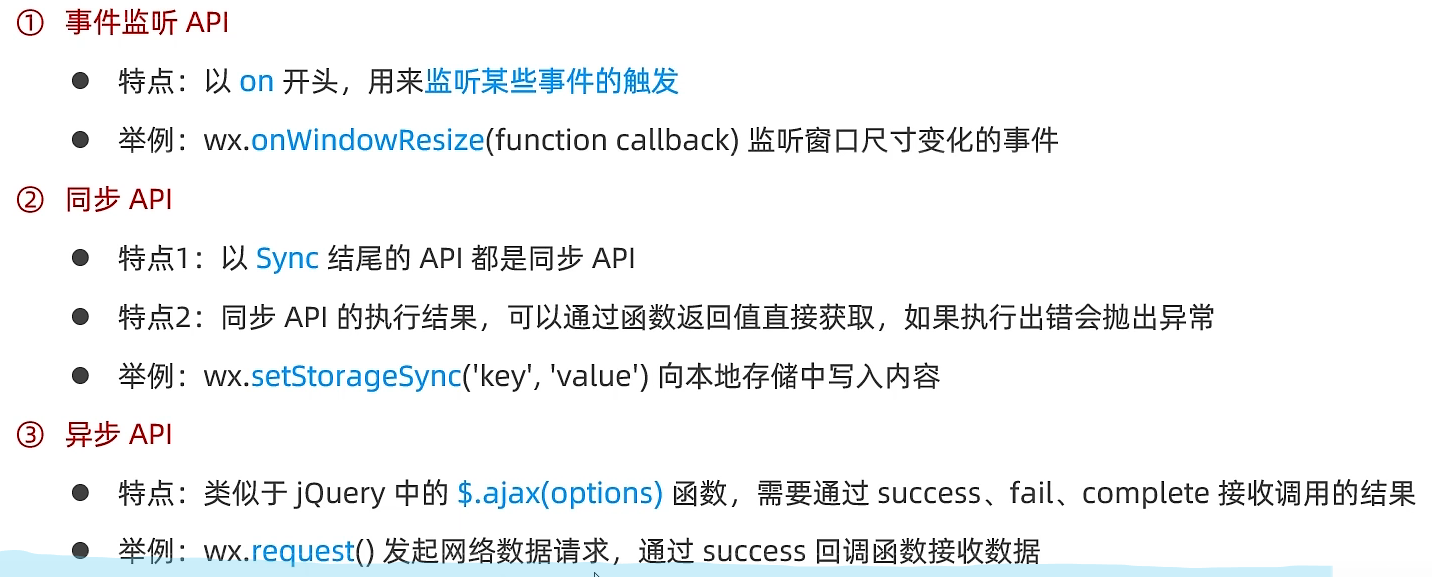 ① 事件监听 API
● 特点：以 on 开头，用来监听某些事件的触发
● 举例：wx.onWindowResize(function callback) 监听窗口尺寸变化的事件
② 同步 API
● 特点1：以 Sync 结尾的 API 都是同步 API
● 特点2：同步 API 的执行结果，可以通过函数返回值直接获取，如果执行出错会抛出异常
● 举例：wx.setStorageSync('key', 'value') 向本地存储中写入内容
③ 异步 API
● 特点：类似于 jQuery 中的 $.ajax(options) 函数，需要通过 success、fail、complete 接收调用的结果
● 举例：wx.request() 发起网络数据请求，通过 success 回调函数接收数据